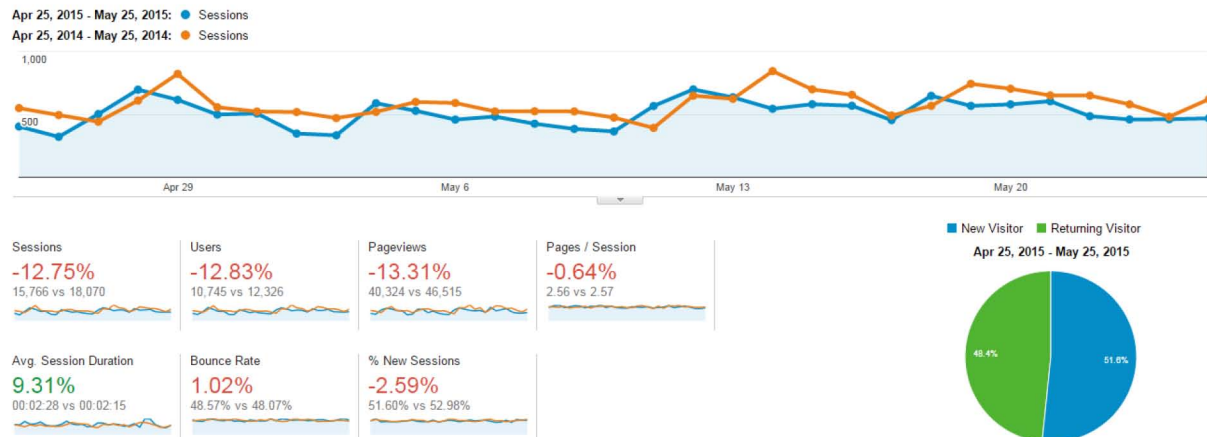 Apr 25, 2015 - May 25, 2015: Sessions
Apr 25, 2014 - May 25, 2014: Sessions
1,000
500
Apr 29
May 6
May 13
May 20
New Visitor Returning Visitor
Apr 25, 2015 - May 25, 2015
Sessions
-12.75%
15,766 vs 18,070
Users
-12.83%
10,745 vs 12,326
Pageviews
-13.31%
40,324 vs 46,515
Pages / Session
-0.64%
2.56 vs 2.57
48.4%
51.6%
Avg. Session Duration
9.31%
00:02:28 vs 00:02:15
Bounce Rate
1.02%
48.57% vs 48.07%
% New Sessions
-2.59%
51.60% vs 52.98%